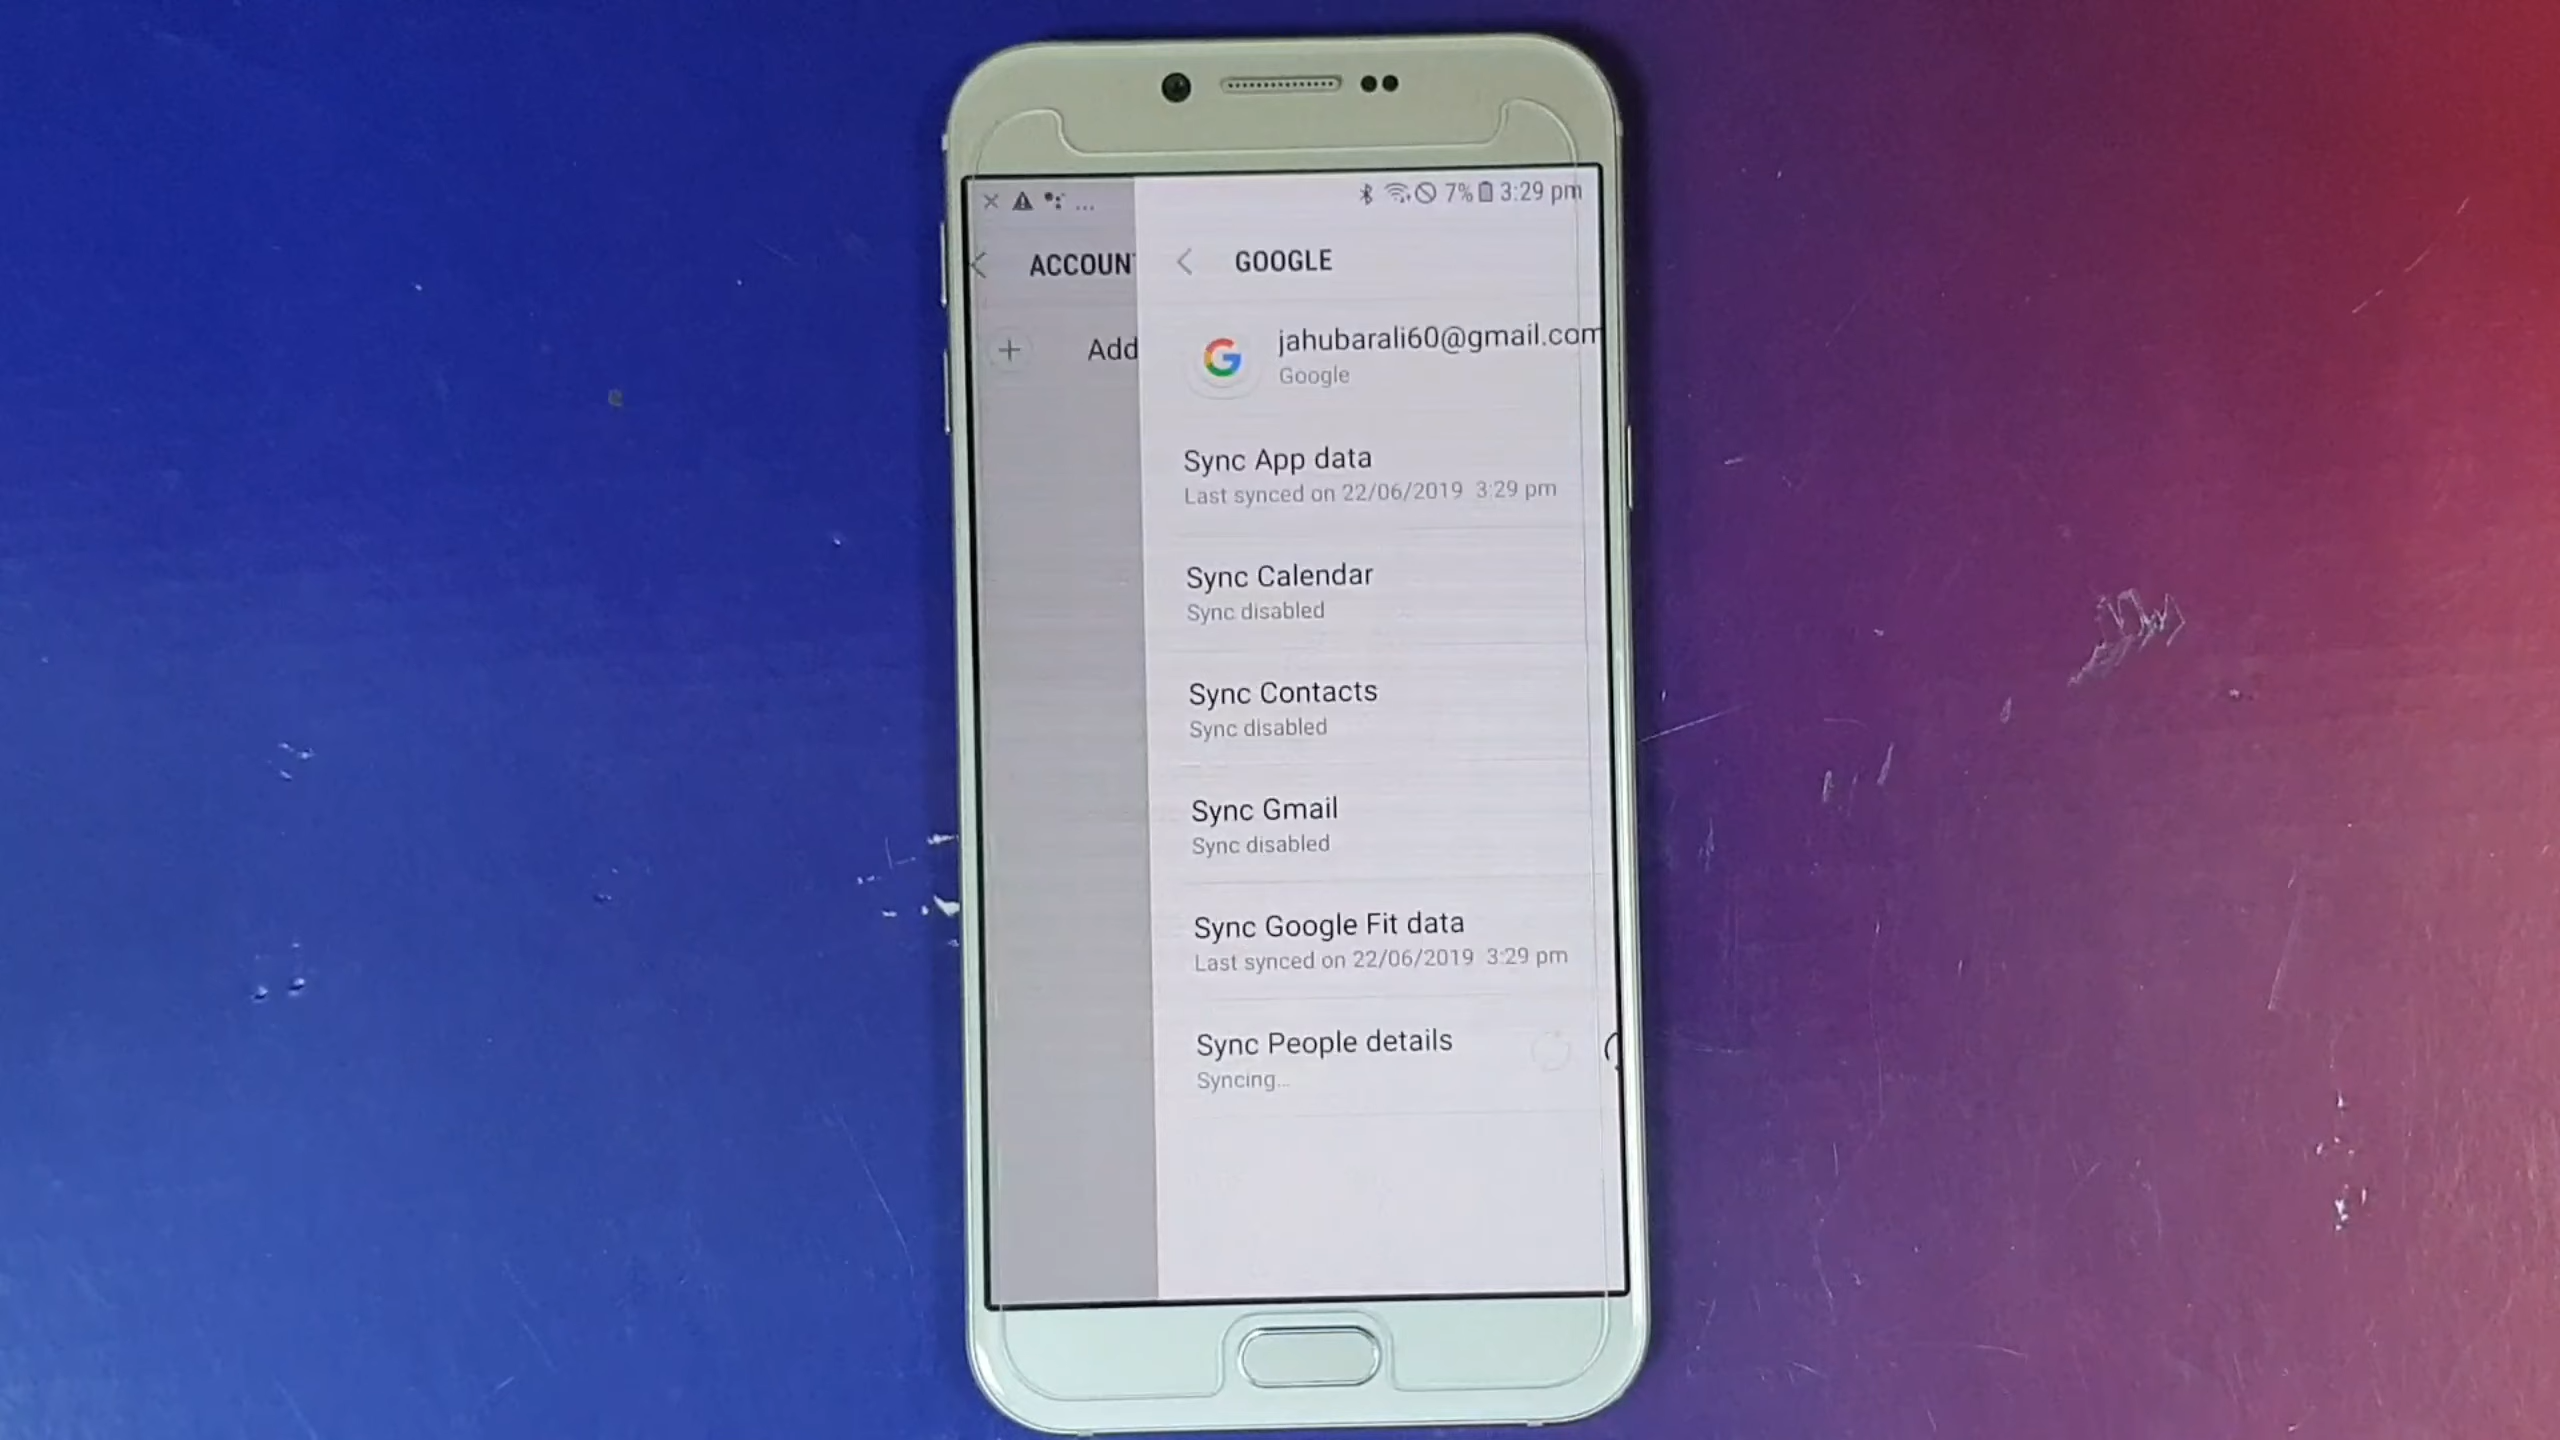 7% 3:29 pm
ACCOUN
GOOGLE
Add
jahubarali60@gmail.com
Google
Sync App data
Last synced on 22/06/2019 3:29 pm
Sync Calendar
Sync disabled
Sync Contacts
Sync disabled
Sync Gmail
Sync disabled
Sync Google Fit data
Last synced on 22/06/2019 3:29 pm
Sync People details
Syncing...